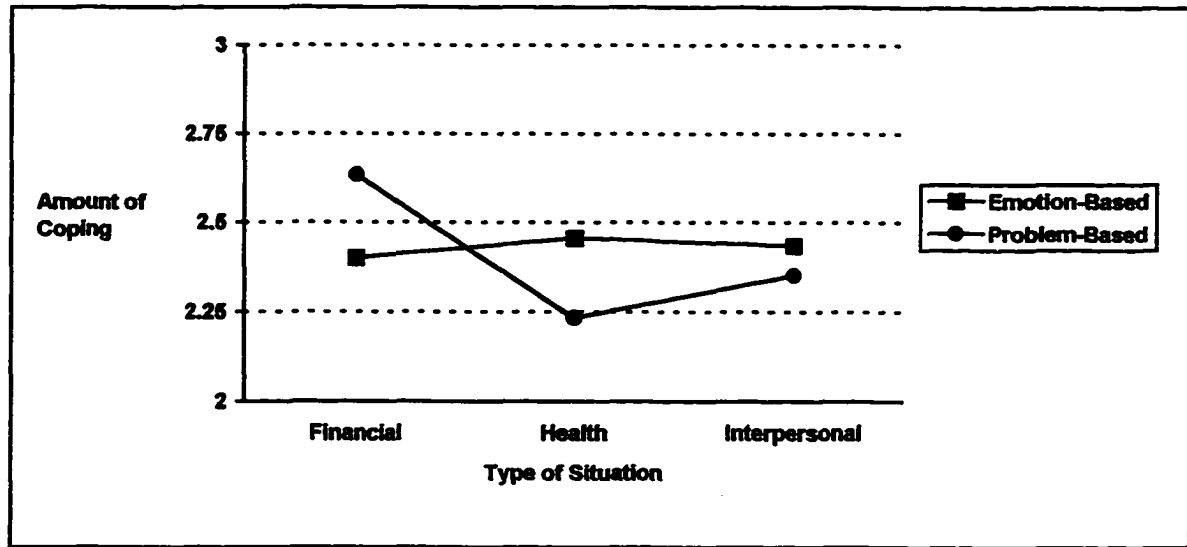 3
2.75
Amount of
Coping
2.5
2.25
2
Financial Health Interpersonal
Type of Situation
Emotion-Based
Problem-Based